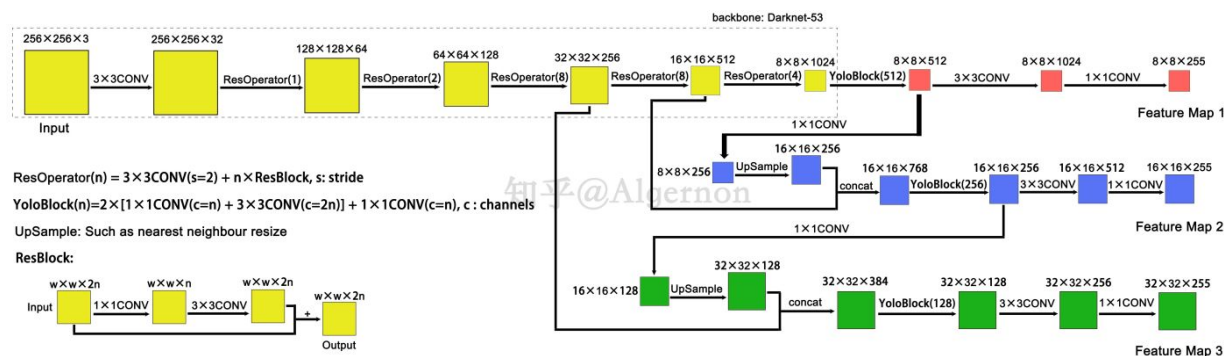 backbone: Darknet-53
256×256×3
256×256×32
128×128×64
64×64×128
32×32×256
16×16×512
8×8×1024
8×8×512
8×8×1024
8×8×255
3×3CONV
ResOperator(1)
ResOperator(2)
ResOperator(8)
ResOperator(8)
ResOperator(4)
YoloBlock(512)
3×3CONV
1×1CONV
Input
Feature Map 1
1×1CONV
8×8×256
UpSample
16×16×256
concat
16×16×768
YoloBlock(256)
16×16×256
3×3CONV
16×16×512
1×1CONV
16×16×255
Feature Map 2
ResOperator(n) = 3×3CONV(s=2) + n×ResBlock, s: stride
YoloBlock(n)=2×[1×1CONV(c=n) + 3×3CONV(c=2n)] + 1×1CONV(c=n), c : channels
UpSample: Such as nearest neighbour resize
知乎@Algernon
1×1CONV
16×16×128
UpSample
32×32×128
concat
32×32×384
YoloBlock(128)
32×32×128
3×3CONV
32×32×256
1×1CONV
32×32×255
Feature Map 3
ResBlock:
w×w×2n
w×w×n
w×w×2n
w×w×2n
Input
1×1CONV
3×3CONV
+
Output